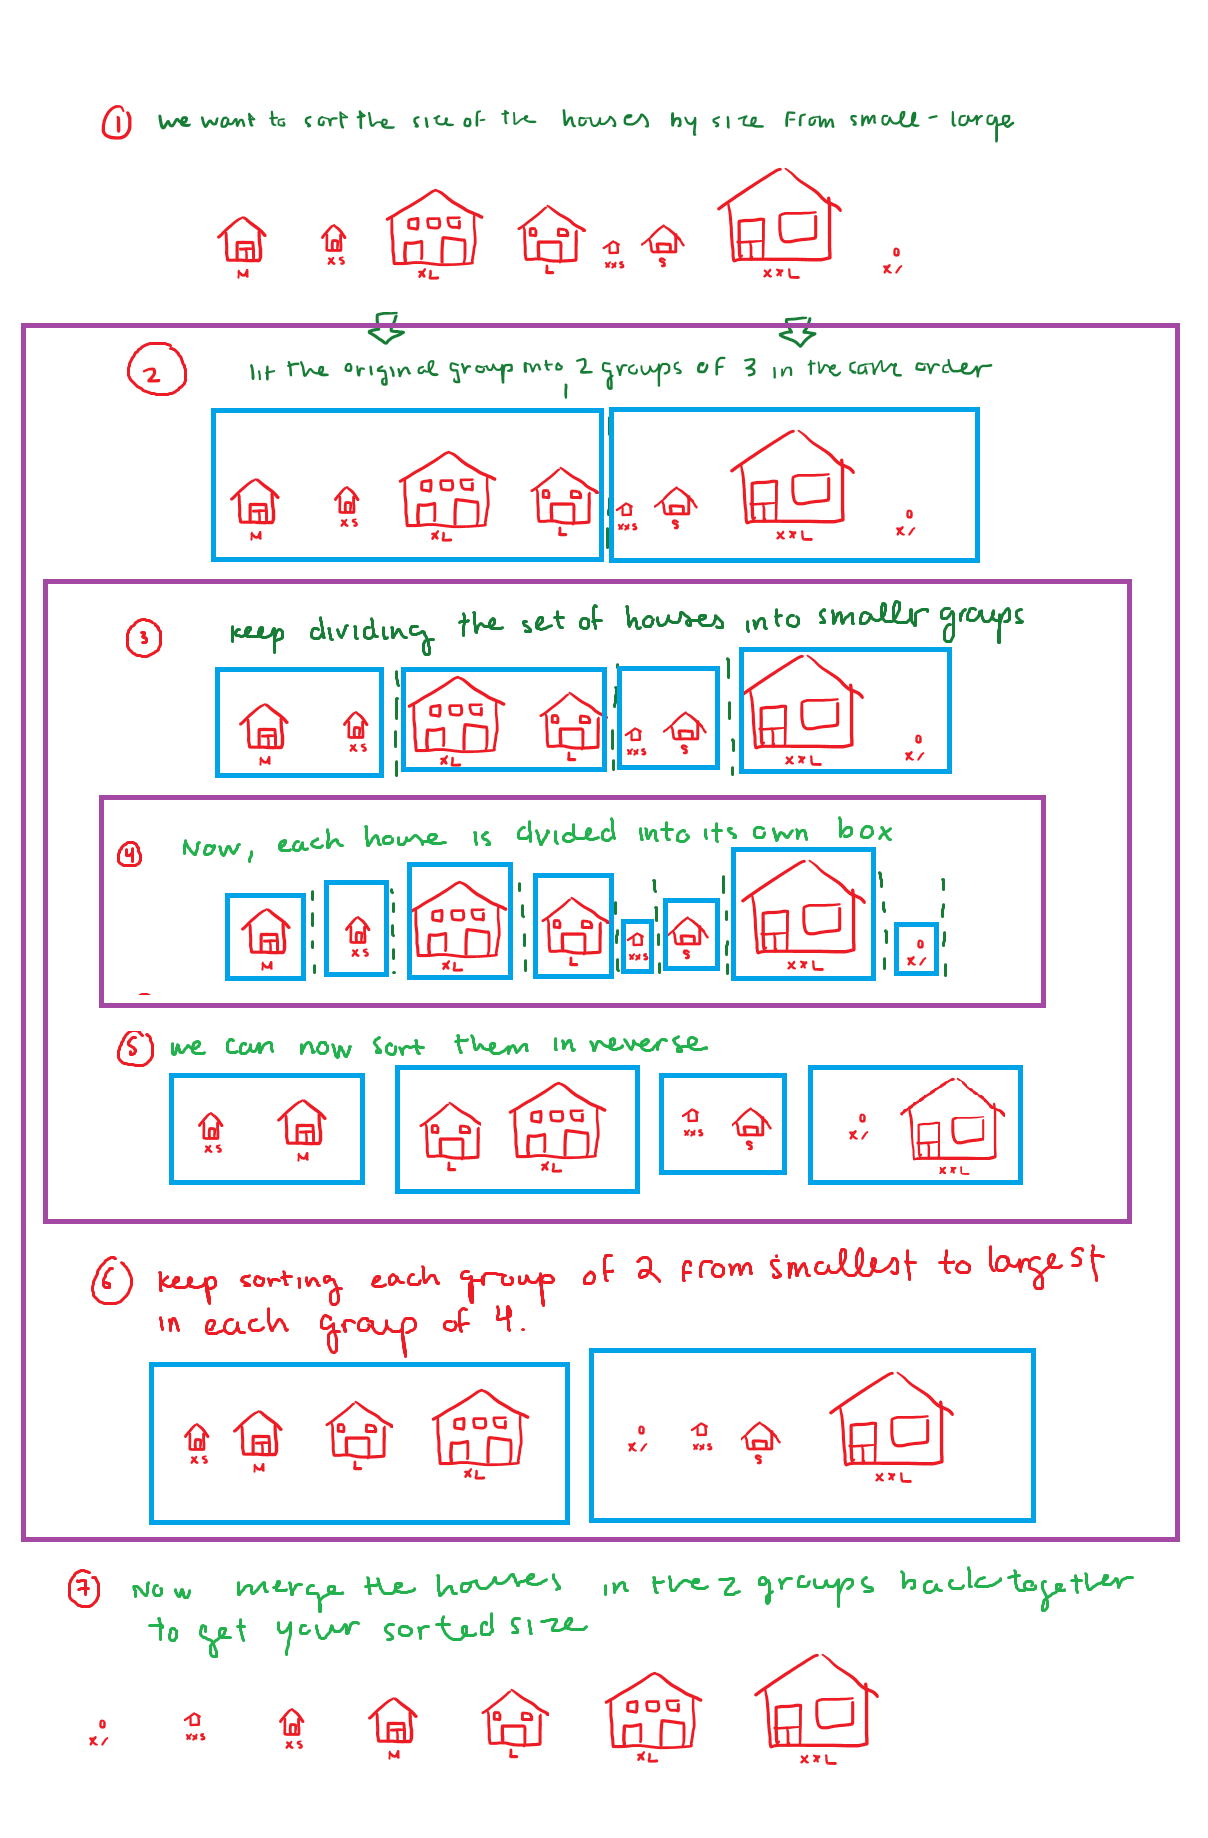 1 we want to sort the size of the houses by size From small - large
M XS XL L XXS S XXL X/
2 lit the original group into, 2 groups of 3 in the same order
M XS XL L XXS S XXL X/
3 keep dividing the set of houses into smaller groups
M XS XL L XXS S XXL X/
4 Now, each house is divided into its own box
M XS XL L XXS S XXL X/
5 we can now sort them in reverse
XS M L XL XXS S X/ XXL
6 keep sorting each group of 2 from smallest to largest
in each group of 4.
XS M L XL X/ XXS S XXL
7 Now merge the houses in the 2 groups back together
to get your sorted size
X/ XXS XS M L XL XXL